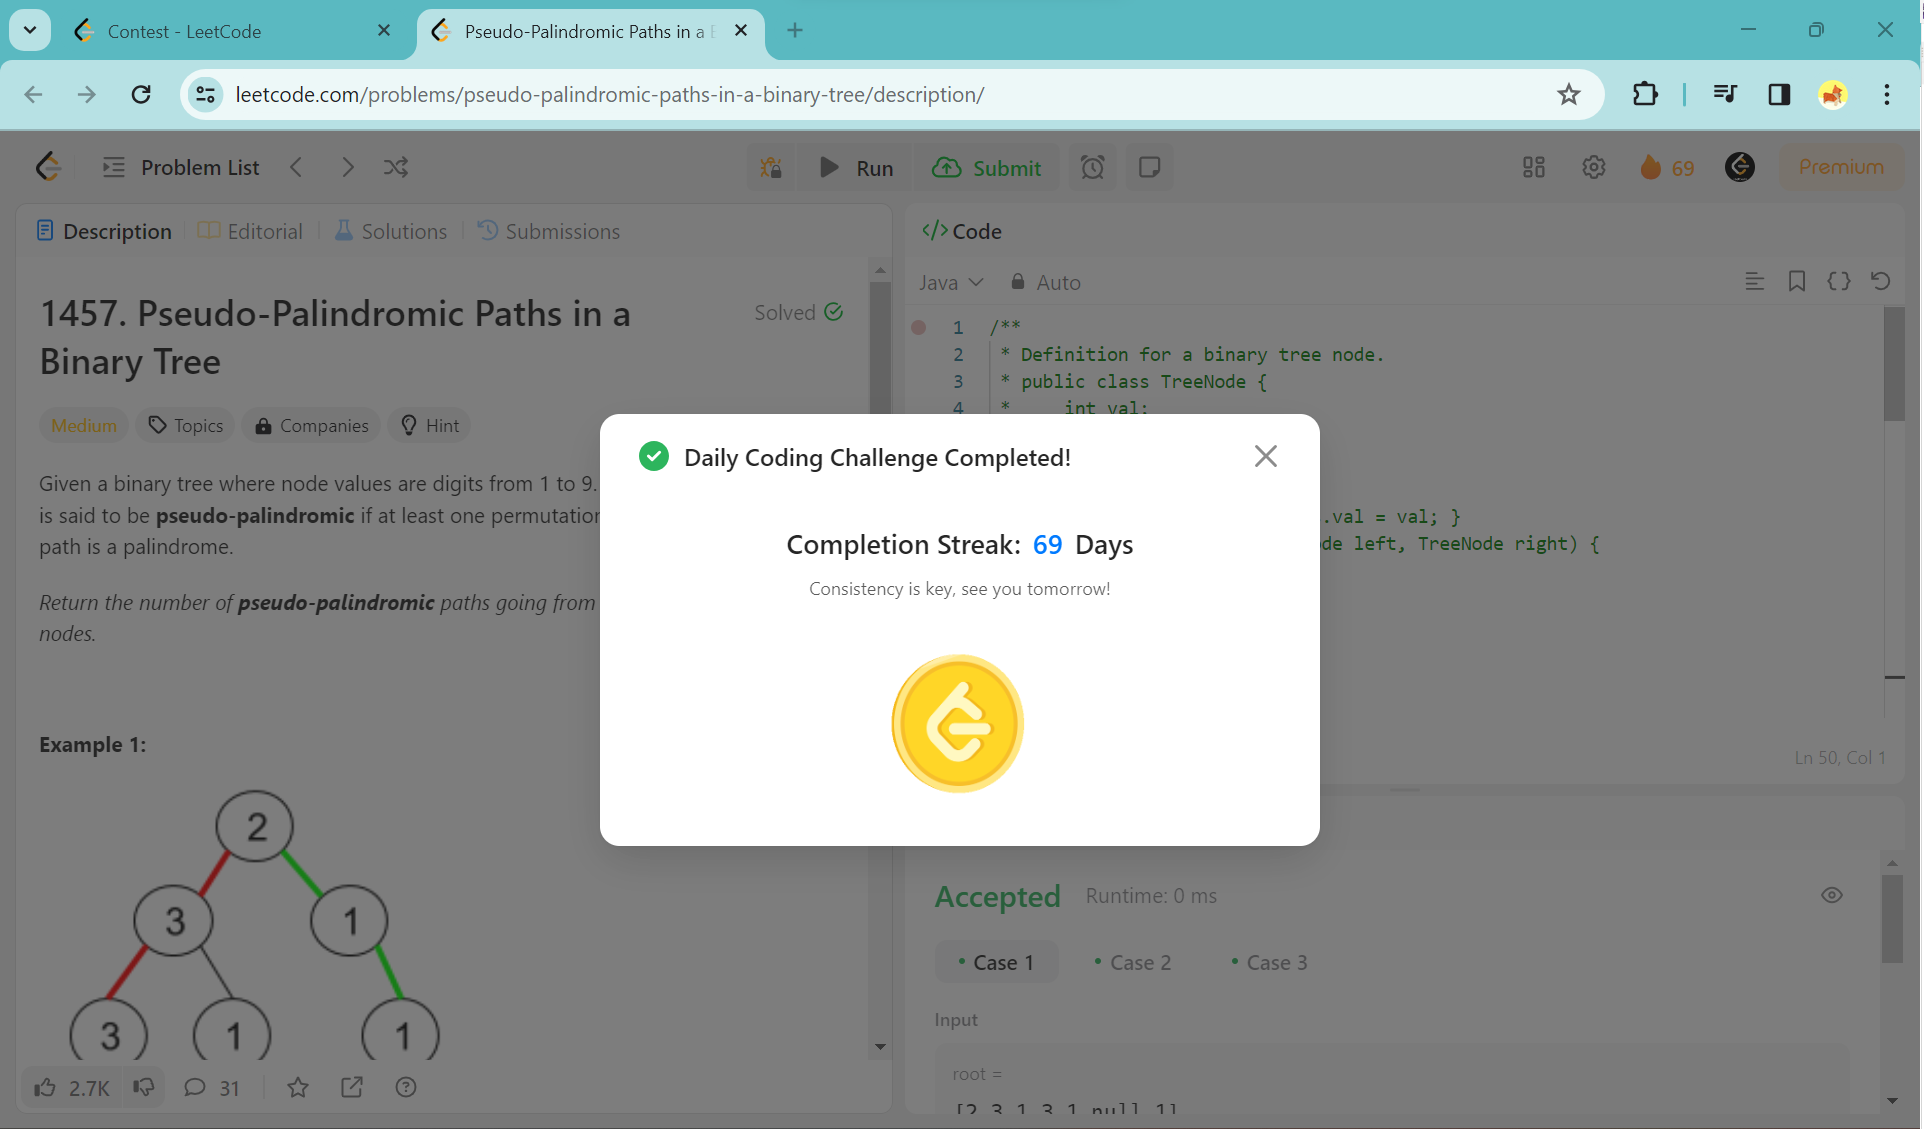 Contest - LeetCode
Pseudo-Palindromic Paths in a
leetcode.com/problems/pseudo-palindromic-paths-in-a-binary-tree/description/
Problem List
Run
Submit
69
Premium
Description
Editorial
Solutions
Submissions
1457. Pseudo-Palindromic Paths in a
Binary Tree
Solved
Medium
Topics
Companies
Hint
Given a binary tree where node values are digits from 1 to 9.
is said to be pseudo-palindromic if at least one permutation
path is a palindrome.
Return the number of pseudo-palindromic paths going from
nodes.
Example 1:
2
3
1
3
1
1
2.7K
31
</> Code
Java
Auto
1 /**
2 * Definition for a binary tree node.
3 * public class TreeNode {
4 * int val;
.val = val; }
de left, TreeNode right) {
Ln 50, Col 1
Daily Coding Challenge Completed!
Completion Streak: 69 Days
Consistency is key, see you tomorrow!
Accepted
Runtime: 0 ms
• Case 1
• Case 2
• Case 3
Input
root =
[2,3,1,3,1,null,1]